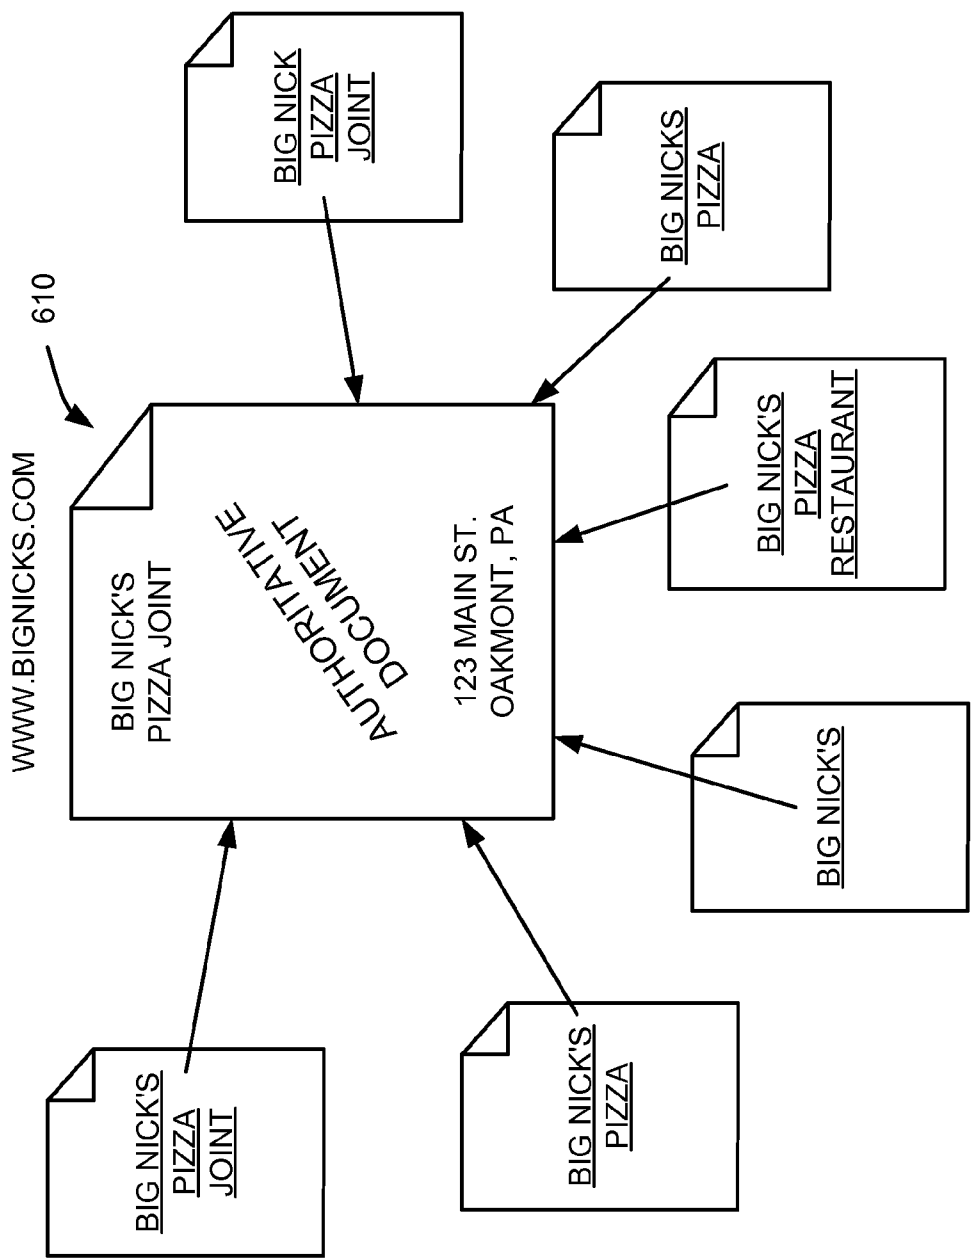 WWW.BIGNICKS.COM
610
BIG NICK'S
PIZZA JOINT
AUTHORITATIVE
DOCUMENT
123 MAIN ST.
OAKMONT, PA
BIG NICK'S
PIZZA
JOINT
BIG NICK'S
PIZZA
BIG NICK'S
BIG NICK'S
PIZZA
RESTAURANT
BIG NICKS
PIZZA
BIG NICK
PIZZA
JOINT